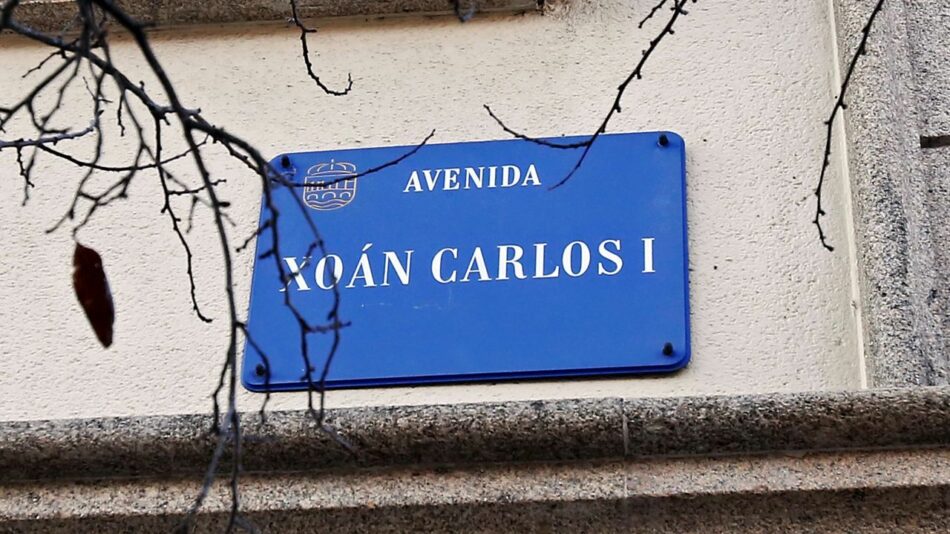 AVENIDA
XOÁN CARLOS I